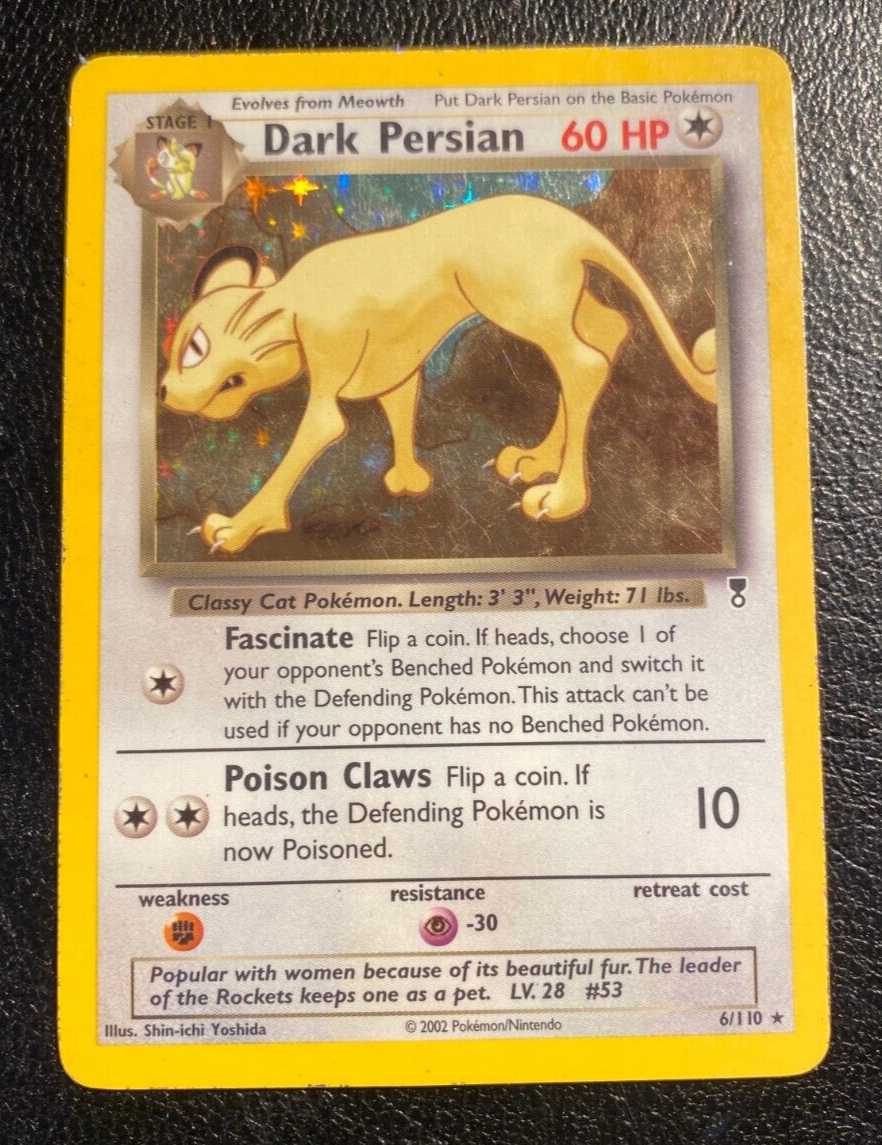 Evolves from Meowth Put Dark Persian on the Basic Pokémon
STAGE 1
Dark Persian 60 HP
Classy Cat Pokémon. Length: 3' 3", Weight: 71 lbs.
Fascinate Flip a coin. If heads, choose 1 of
your opponent's Benched Pokémon and switch it
with the Defending Pokémon. This attack can't be
used if your opponent has no Benched Pokémon.
Poison Claws Flip a coin. If
heads, the Defending Pokémon is
now Poisoned.
10
weakness resistance retreat cost
-30
Popular with women because of its beautiful fur. The leader
of the Rockets keeps one as a pet. LV. 28 #53
Illus. Shin-ichi Yoshida © 2002 Pokémon/Nintendo 6/110 ★